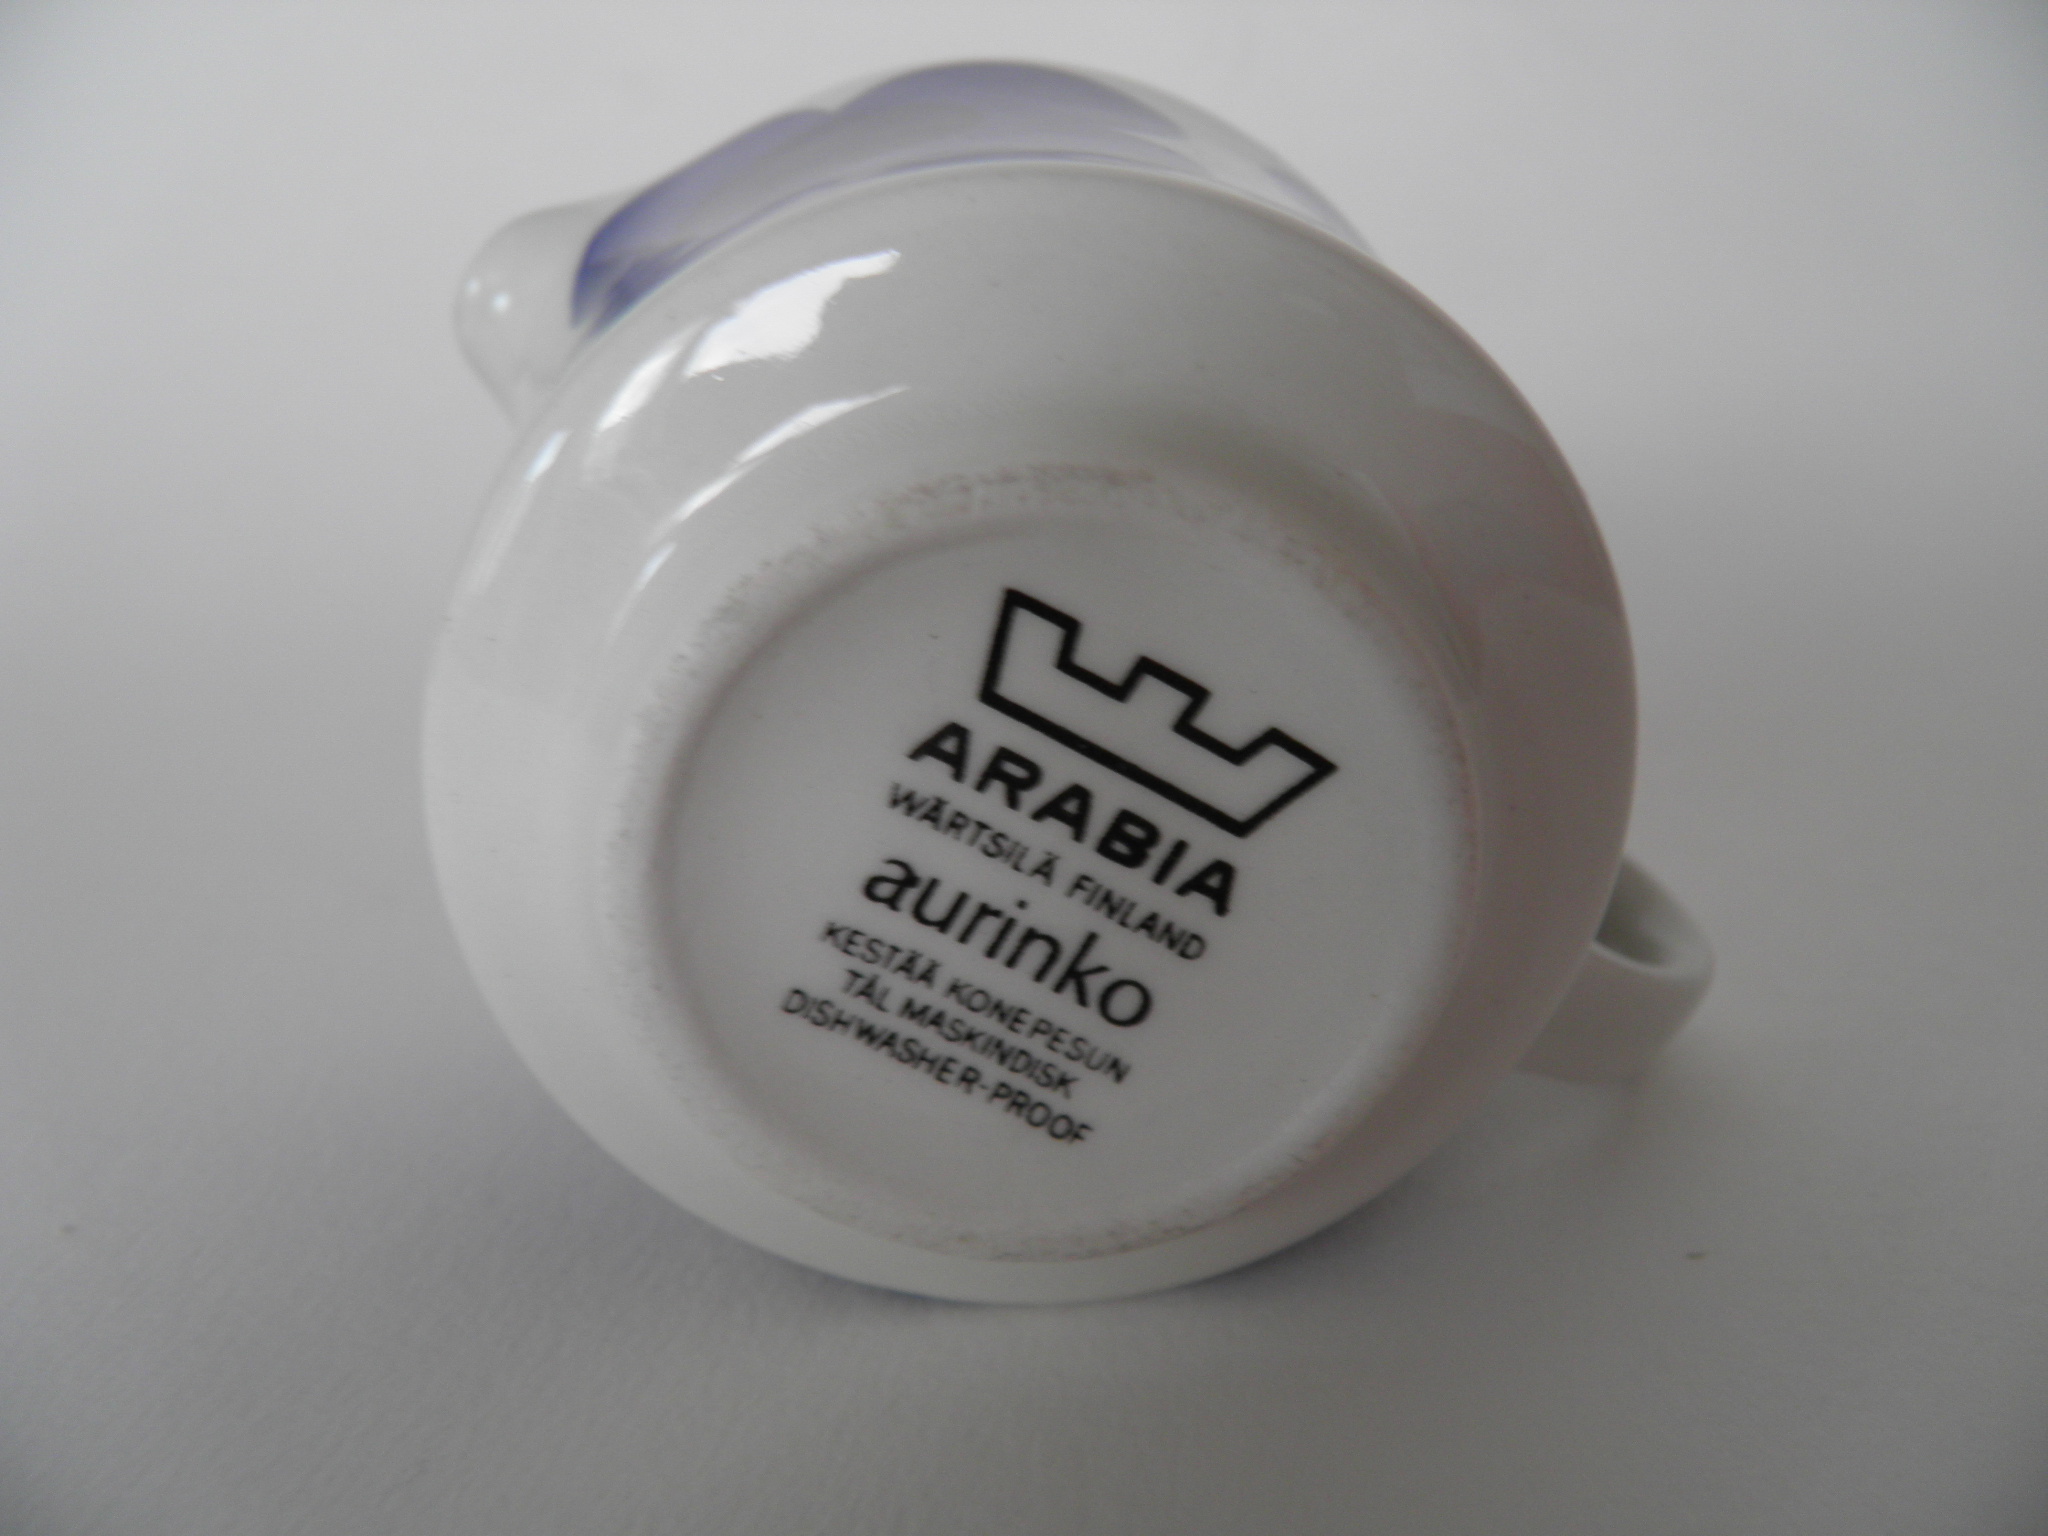 ARABIA
WÄRTSILÄ FINLAND
aurinko
KESTÄÄ KONEPESUN
TÅL MASKINDISK
DISHWASHER-PROOF